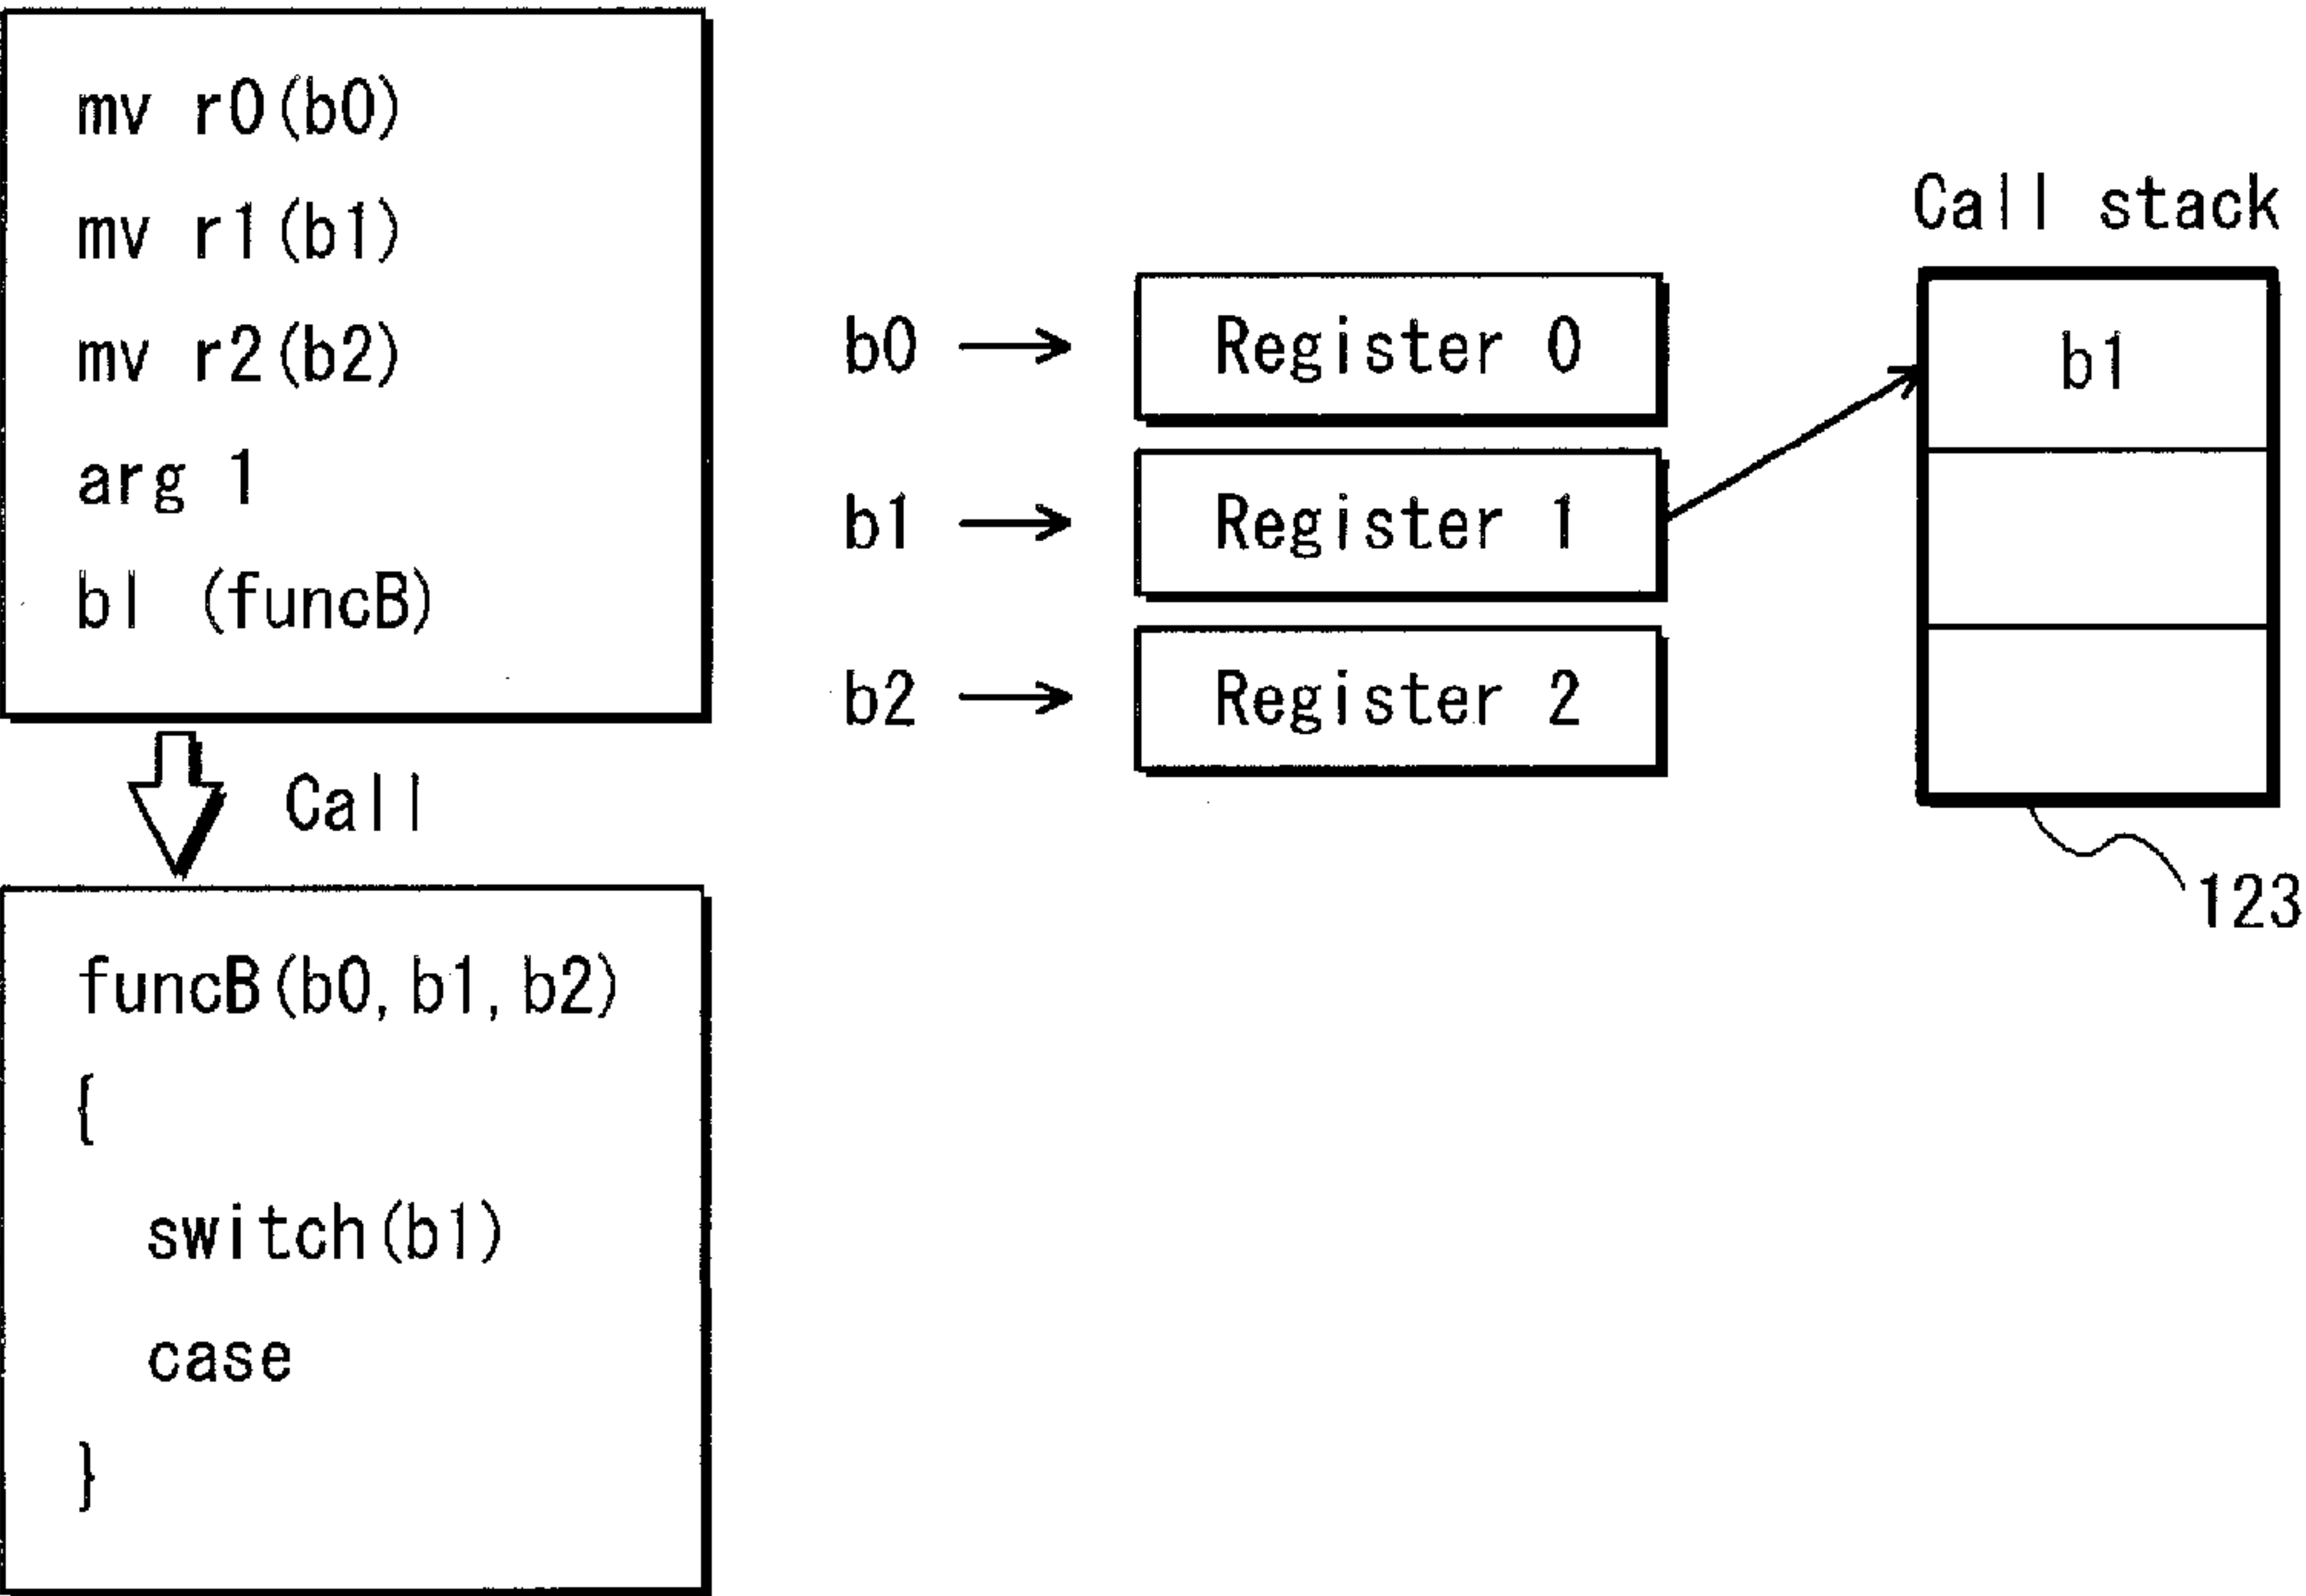 mv r0(b0)
mv r1(b1)
mv r2(b2)
arg 1
bl (funcB)
Call
funcB(b0,b1,b2)
{
switch(b1)
case
}
b0
Register 0
b1
Register 1
b2
Register 2
Call stack
b1
123